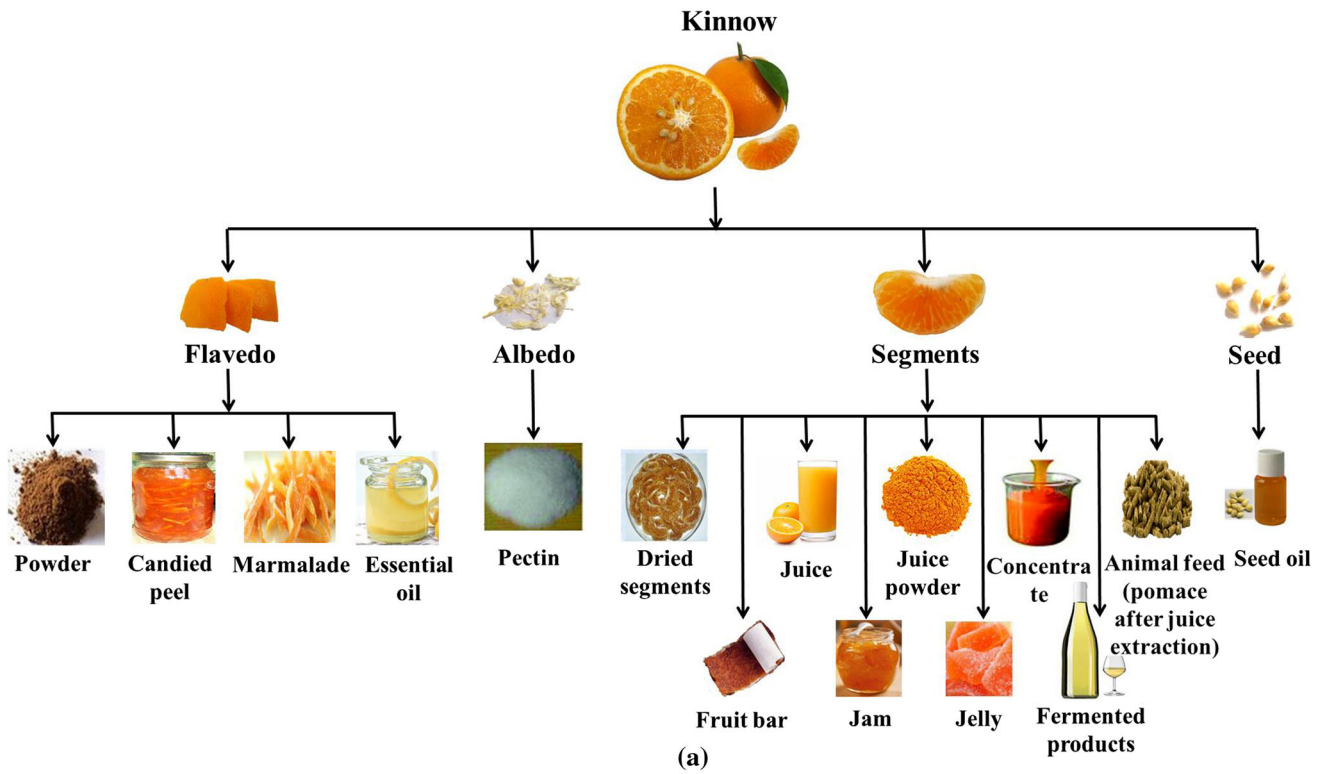 Kinnow
Flavedo
Albedo
Segments
Seed
Powder
Candied
peel
Marmalade
Essential
oil
Pectin
Dried
segments
Juice
Juice
powder
Concentra
te
Animal feed
(pomace
after juice
extraction)
Seed oil
Fruit bar
Jam
Jelly
Fermented
products
(a)